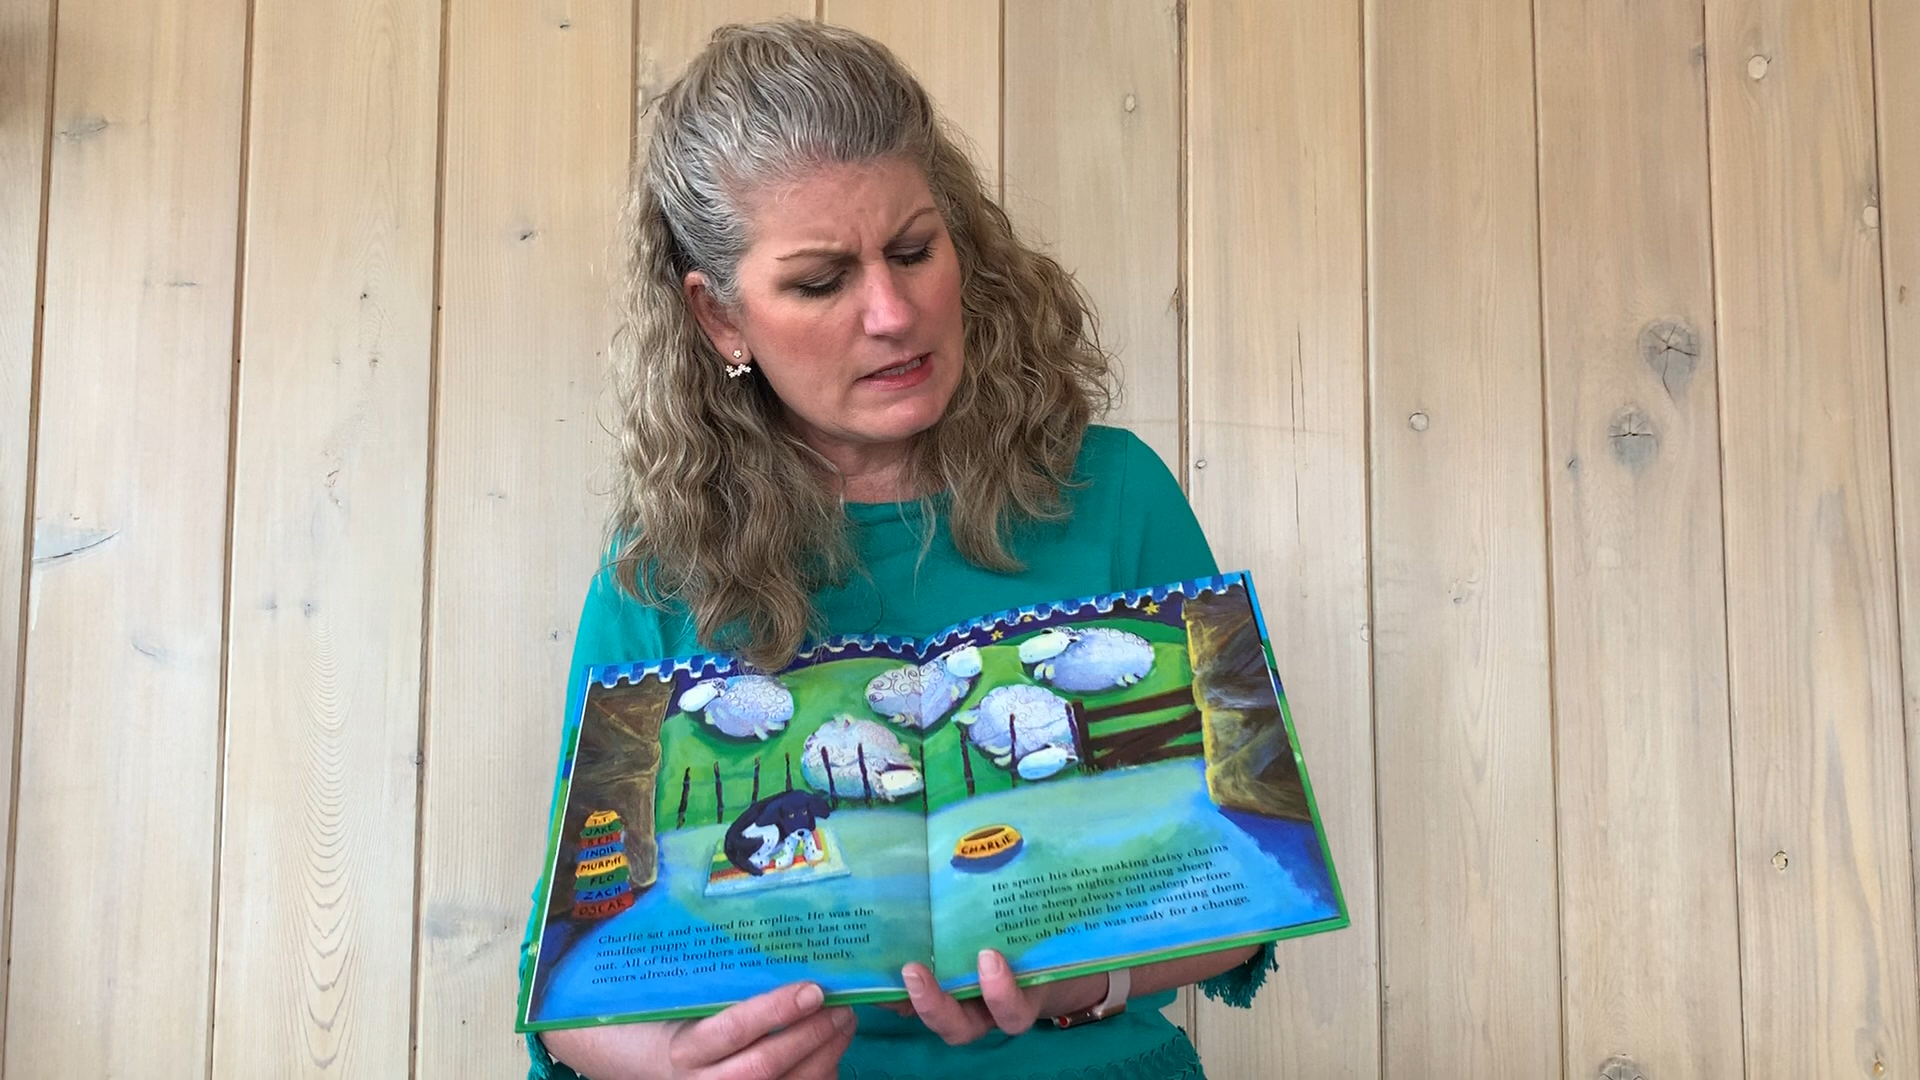 T.T.
JAKE
BEN
INDIE
MURPHY
FLO
ZACH
OSCAR
Charlie sat and waited for replies. He was the
smallest puppy in the litter and the last one
out. All of his brothers and sisters had found
owners already, and he was feeling lonely.
CHARLIE
He spent his days making daisy chains
and sleepless nights counting sheep.
But the sheep always fell asleep before
Charlie did while he was counting them.
Boy, oh boy, he was ready for a change.